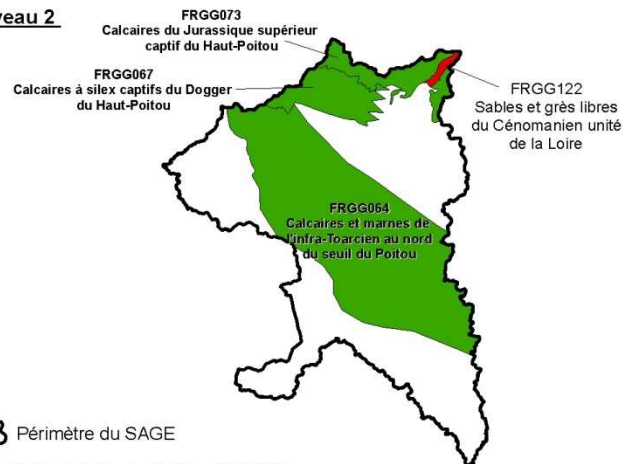 veau 2
FRGG073
Calcaires du Jurassique supérieur
captif du Haut-Poitou
FRGG067
Calcaires à silex captifs du Dogger
du Haut-Poitou
FRGG122
Sables et grès libres
du Cénomanien unité
de la Loire
FRGG064
Calcaires et marnes de
l'infra-Toarcien au nord
du seuil du Poitou
Périmètre du SAGE